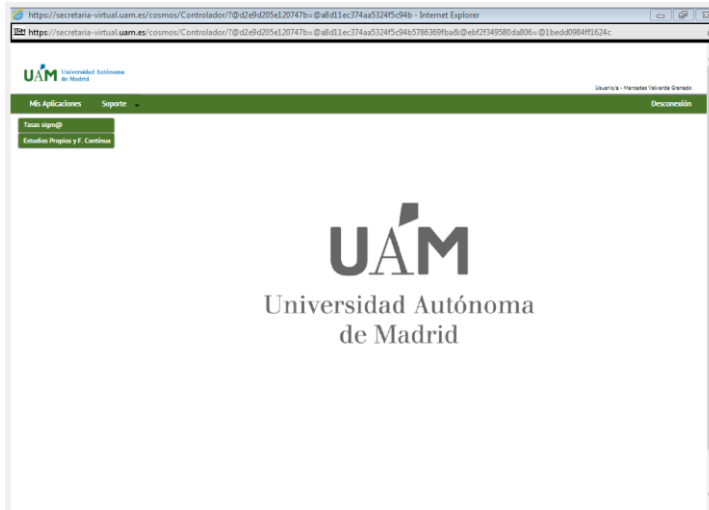 https://secretaria-virtual.uam.es/cosmos/Controlador/?@d2e9d205e120747b=@a8d11ec374aa5324f5c94b - Internet Explorer
https://secretaria-virtual.uam.es/cosmos/Controlador/?@d2e9d205e120747b=@a8d11ec374aa5324f5c94b5786369fba&@ebf2f349580da806=@1bedd0984ff1624c
UAM Universidad Autónoma
de Madrid
Usuario/a - Mercedes Valverde Granado
Mis Aplicaciones Soporte Desconexión
Tasas sigm@
Estudios Propios y F. Continua
UAM
Universidad Autónoma
de Madrid